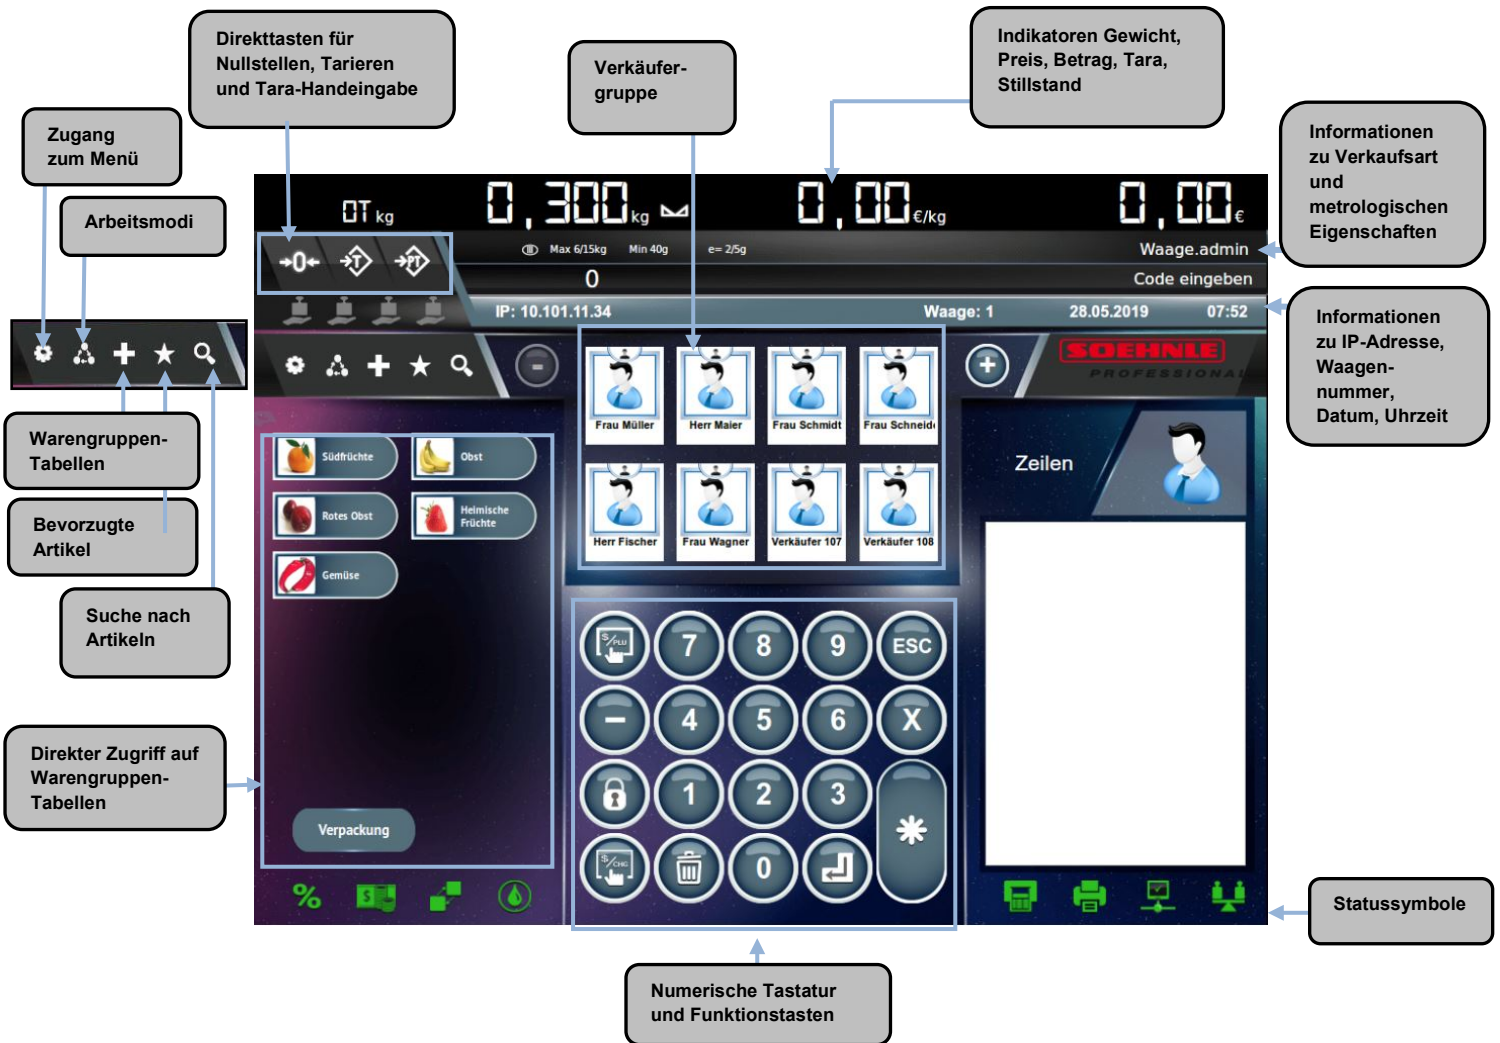 Direkttasten für
Nullstellen, Tarieren
und Tara-Handeingabe
Verkäufer-
gruppe
Indikatoren Gewicht,
Preis, Betrag, Tara,
Stillstand
Zugang
zum Menü
Arbeitsmodi
Informationen
zu Verkaufsart
und
metrologischen
Eigenschaften
0T kg
0,300 kg
0,00 €/kg
0,00 €
→0←
T
PT
Max 6/15kg Min 40g e= 2/5g
Waage.admin
0
Code eingeben
IP: 10.101.11.34
Waage: 1
28.05.2019
07:52
Informationen
zu IP-Adresse,
Waagen-
nummer,
Datum, Uhrzeit
SOEHNLE
PROFESSIONAL
-
+
Frau Müller
Herr Maier
Frau Schmidt
Frau Schneide
Herr Fischer
Frau Wagner
Verkäufer 107
Verkäufer 108
Warengruppen-
Tabellen
Bevorzugte
Artikel
Suche nach
Artikeln
Direkter Zugriff auf
Warengruppen-
Tabellen
Südfrüchte
Obst
Rotes Obst
Heimische
Früchte
Gemüse
Verpackung
%
$
Zeilen
$/PLU
7 8 9 ESC
– 4 5 6 X
1 2 3
*
$/CHG
0
Statussymbole
Numerische Tastatur
und Funktionstasten